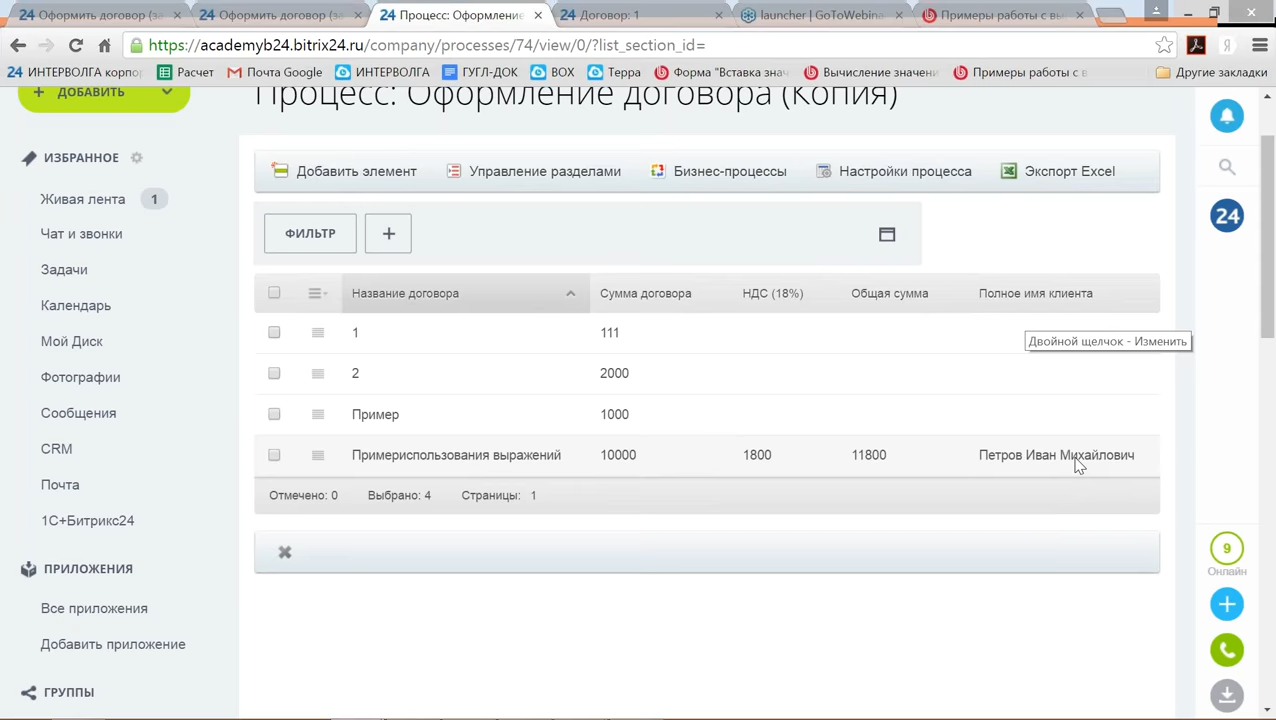 24 Оформить договор (за
24 Оформить договор (за
24 Процесс: Оформление
24 Договор: 1
launcher | GoToWebina
Примеры работы с вы
https://academyb24.bitrix24.ru/company/processes/74/view/0/?list_section_id=
24 ИНТЕРВОЛГА корпо
Расчет
Почта Google
ИНТЕРВОЛГА
ГУГЛ-ДОК
BOX
Терра
Форма "Вставка знач
Вычисление значени
Примеры работы с в
Другие закладки
+ ДОБАВИТЬ
Процесс: Оформление договора (Копия)
ИЗБРАННОЕ
Живая лента 1
Чат и звонки
Задачи
Календарь
Мой Диск
Фотографии
Сообщения
CRM
Почта
1С+Битрикс24
ПРИЛОЖЕНИЯ
Все приложения
Добавить приложение
ГРУППЫ
Добавить элемент Управление разделами Бизнес-процессы Настройки процесса Экспорт Excel
ФИЛЬТР +
Название договора Сумма договора НДС (18%) Общая сумма Полное имя клиента
1 111
Двойной щелчок - Изменить
2 2000
Пример 1000
Примериспользования выражений 10000 1800 11800 Петров Иван Михайлович
Отмечено: 0 Выбрано: 4 Страницы: 1
24
9
Онлайн